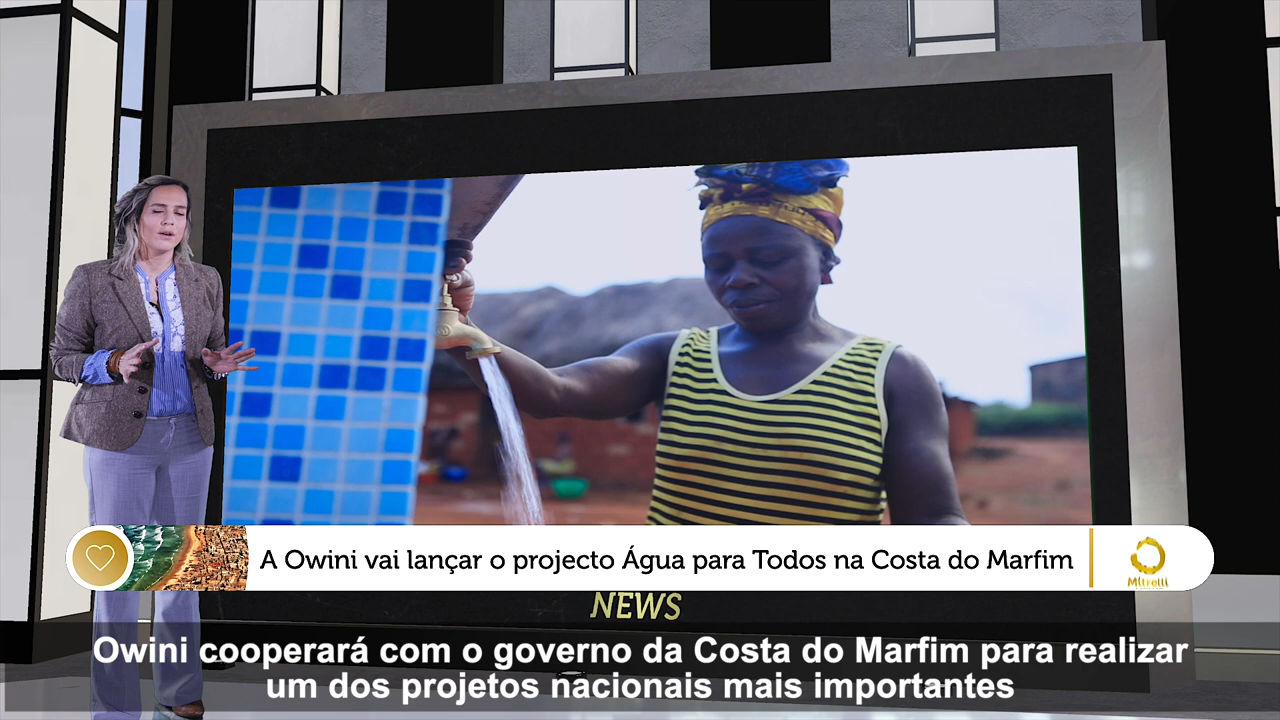 A Owini vai lançar o projecto Água para Todos na Costa do Marfim
Mitrelli
NEWS
Owini cooperará com o governo da Costa do Marfim para realizar
um dos projetos nacionais mais importantes